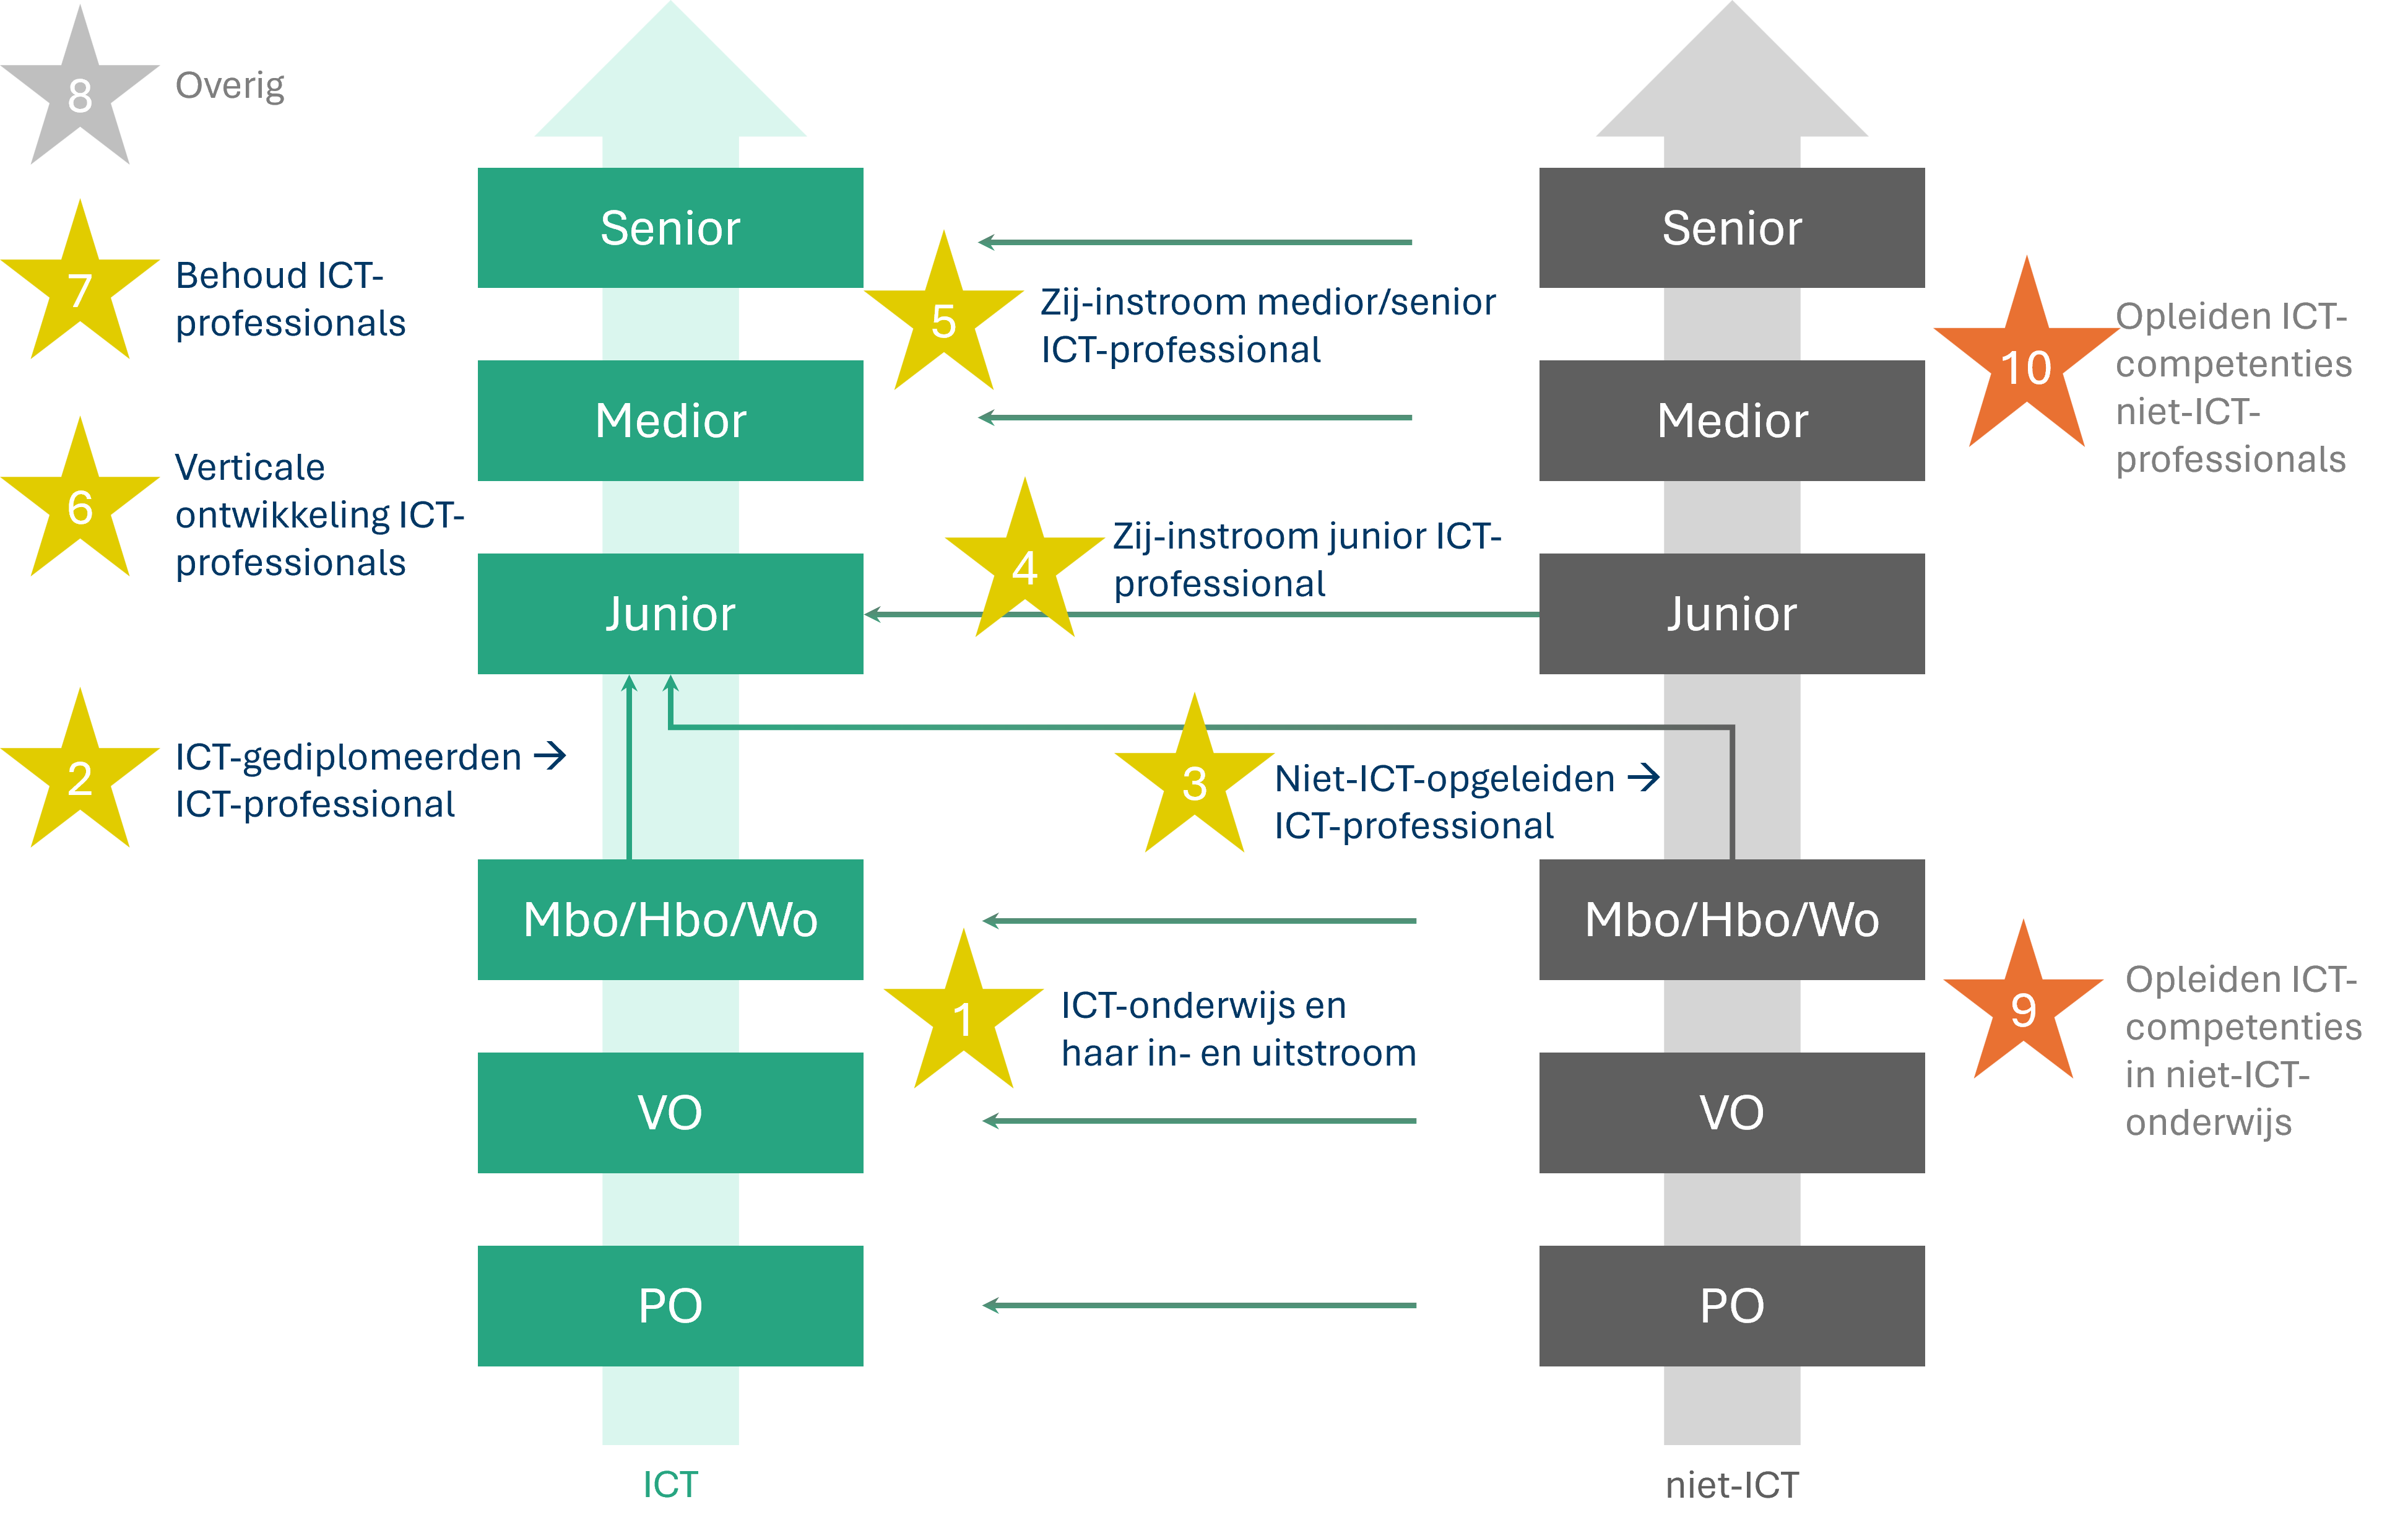 8
Overig
7
Behoud ICT-
professionals
6
Verticale
ontwikkeling ICT-
professionals
2
ICT-gediplomeerden →
ICT-professional
Senior
Medior
Junior
Mbo/Hbo/Wo
VO
PO
ICT
5
Zij-instroom medior/senior
ICT-professional
4
Zij-instroom junior ICT-
professional
3
Niet-ICT-opgeleiden →
ICT-professional
1
ICT-onderwijs en
haar in- en uitstroom
Senior
Medior
Junior
Mbo/Hbo/Wo
VO
PO
niet-ICT
10
Opleiden ICT-
competenties
niet-ICT-
professionals
9
Opleiden ICT-
competenties
in niet-ICT-
onderwijs